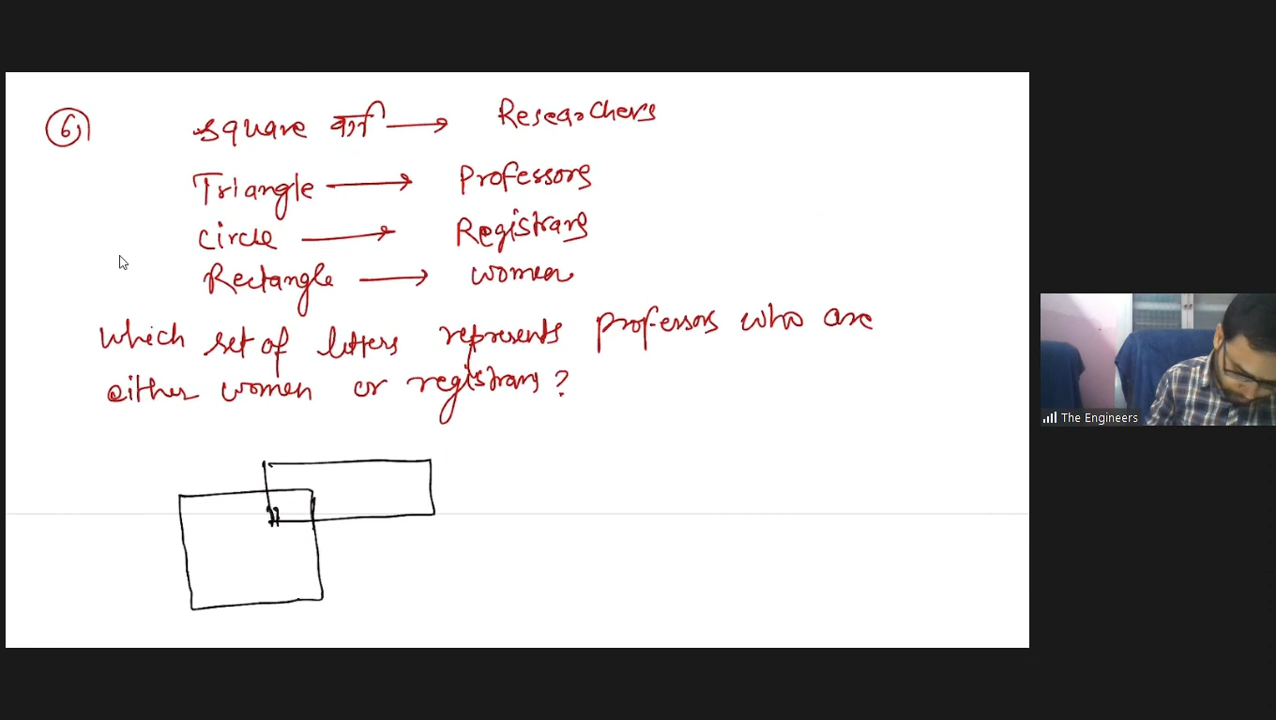 6
square वर्ग → Researchers
Triangle → Professors
circle → Registrars
Rectangle → women
which set of letters represents professors who are
either women or registrars?
The Engineers